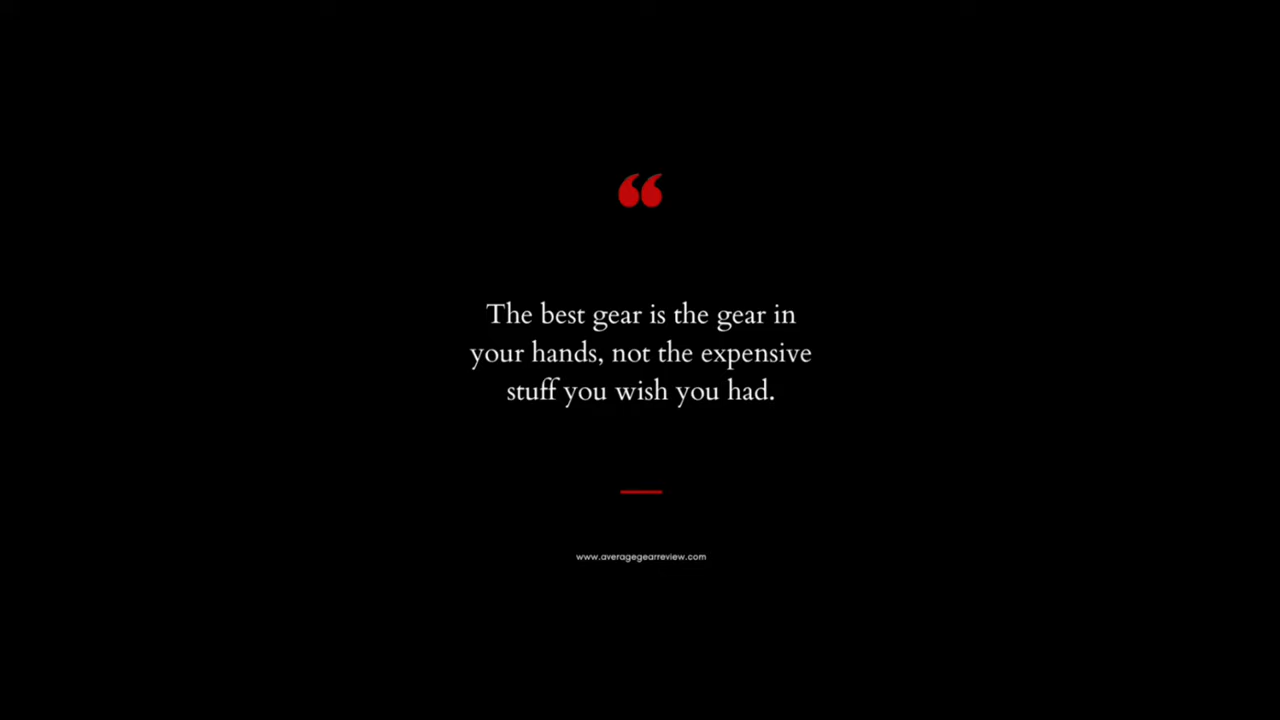 “
The best gear is the gear in
your hands, not the expensive
stuff you wish you had.
www.averagegearreview.com